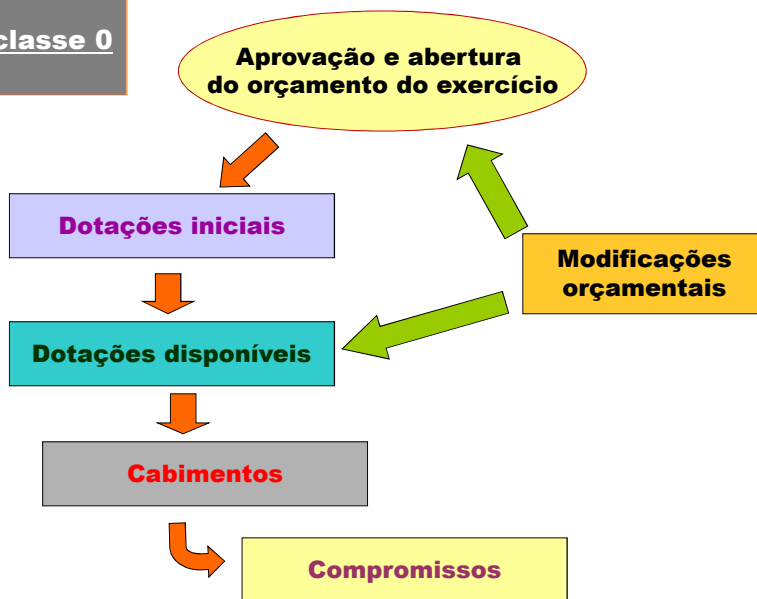 classe 0
Aprovação e abertura
do orçamento do exercício
Dotações iniciais
Modificações
orçamentais
Dotações disponíveis
Cabimentos
Compromissos